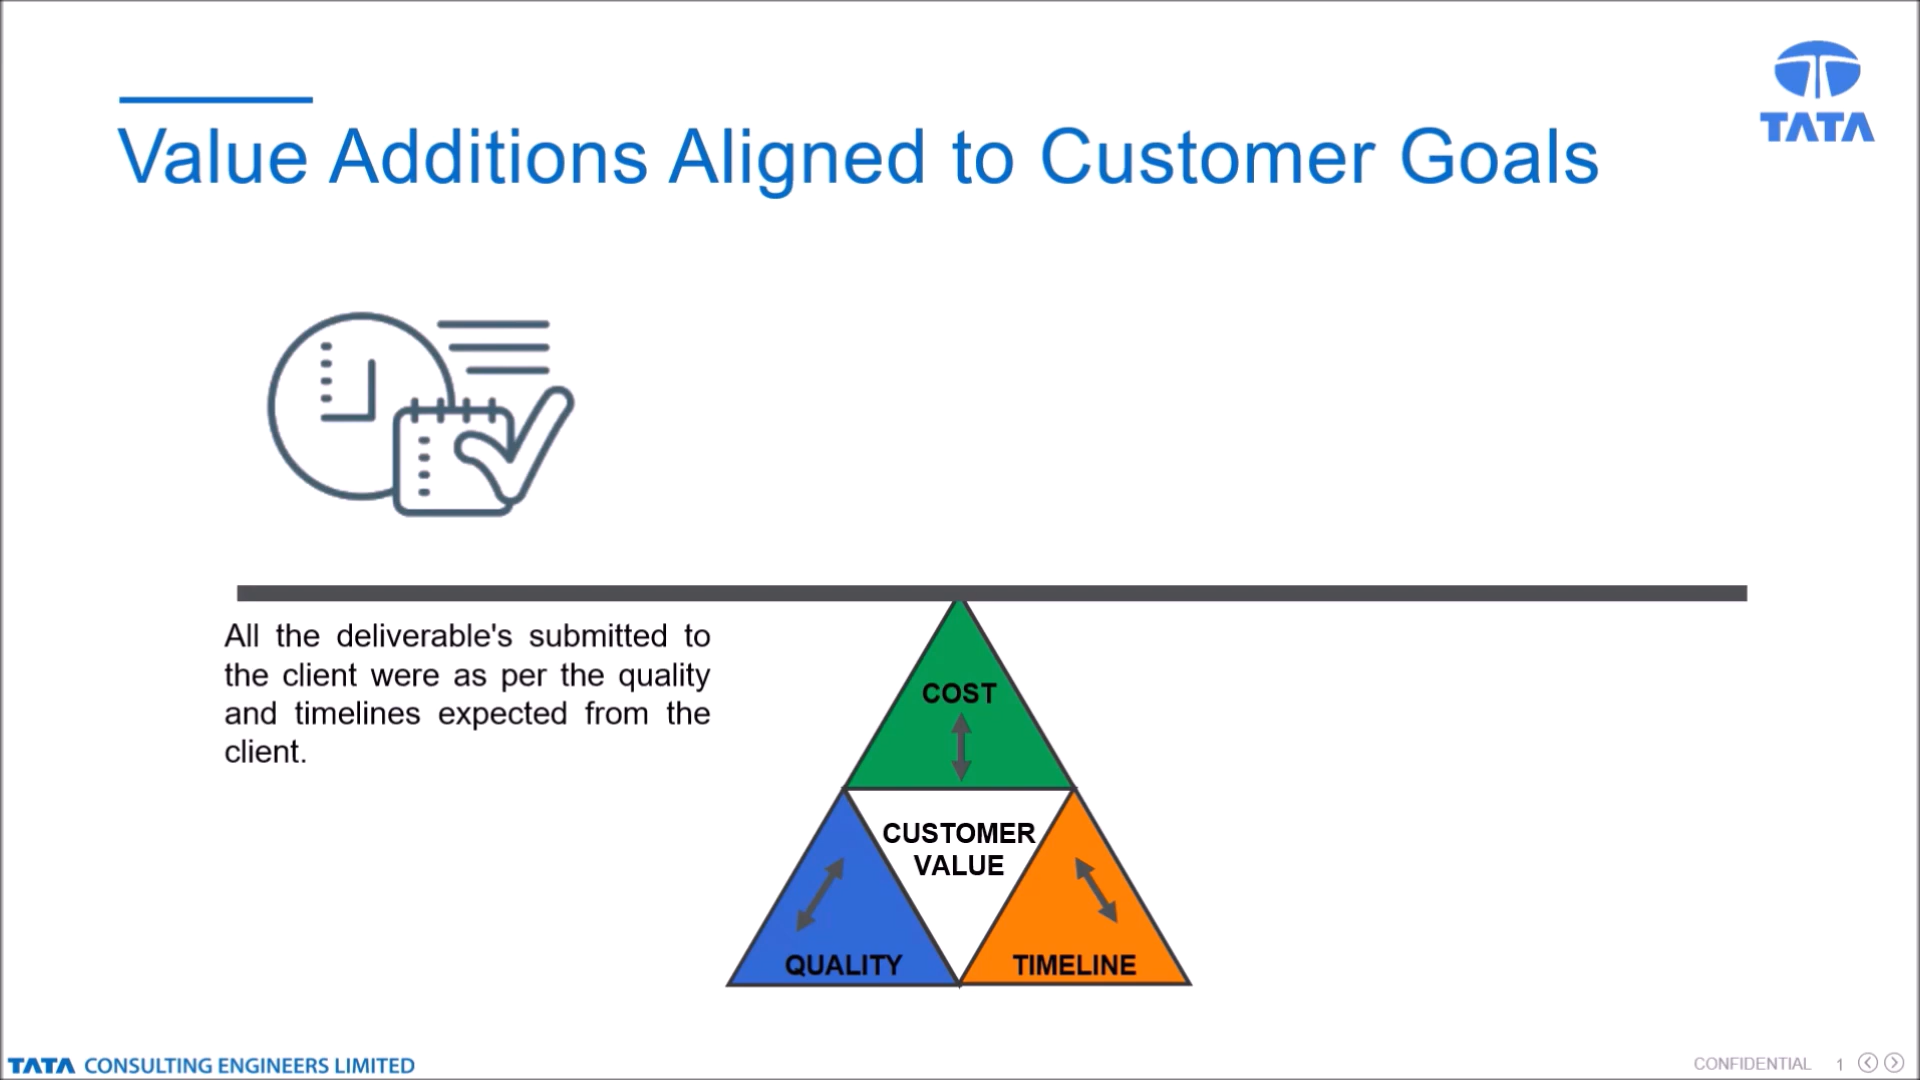 Value Additions Aligned to Customer Goals
TATA
All the deliverable's submitted to
the client were as per the quality
and timelines expected from the
client.
COST
CUSTOMER
VALUE
QUALITY
TIMELINE
TATA CONSULTING ENGINEERS LIMITED
CONFIDENTIAL 1